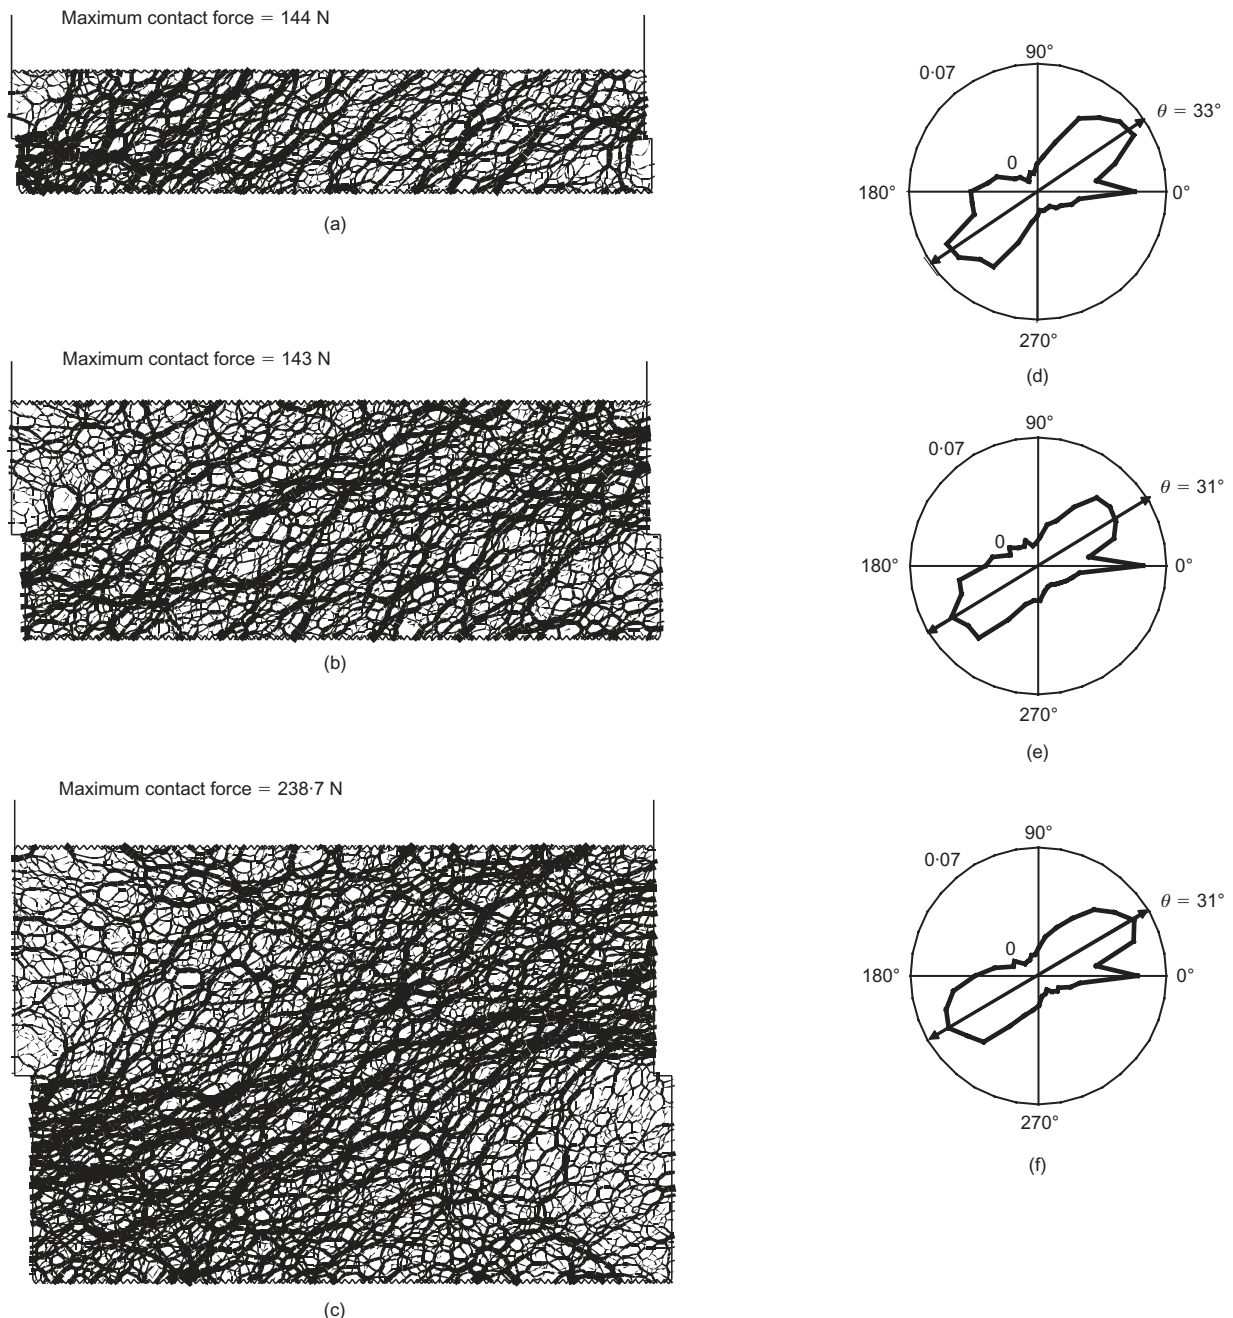 Maximum contact force = 144 N
(a)
90°
0·07
θ = 33°
0
180°
0°
270°
(d)
Maximum contact force = 143 N
(b)
90°
0·07
θ = 31°
0
180°
0°
270°
(e)
Maximum contact force = 238·7 N
(c)
90°
0·07
θ = 31°
0
180°
0°
270°
(f)